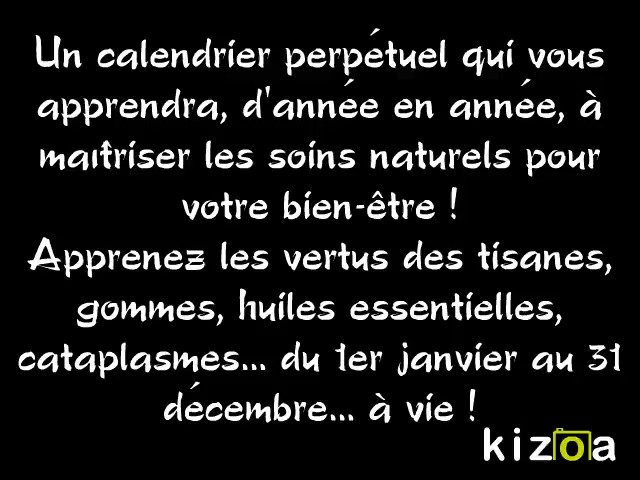 Un calendrier perpétuel qui vous
apprendra, d'année en année, à
maîtriser les soins naturels pour
votre bien-être !
Apprenez les vertus des tisanes,
gommes, huiles essentielles,
cataplasmes... du 1er janvier au 31
décembre... à vie !
kizoa